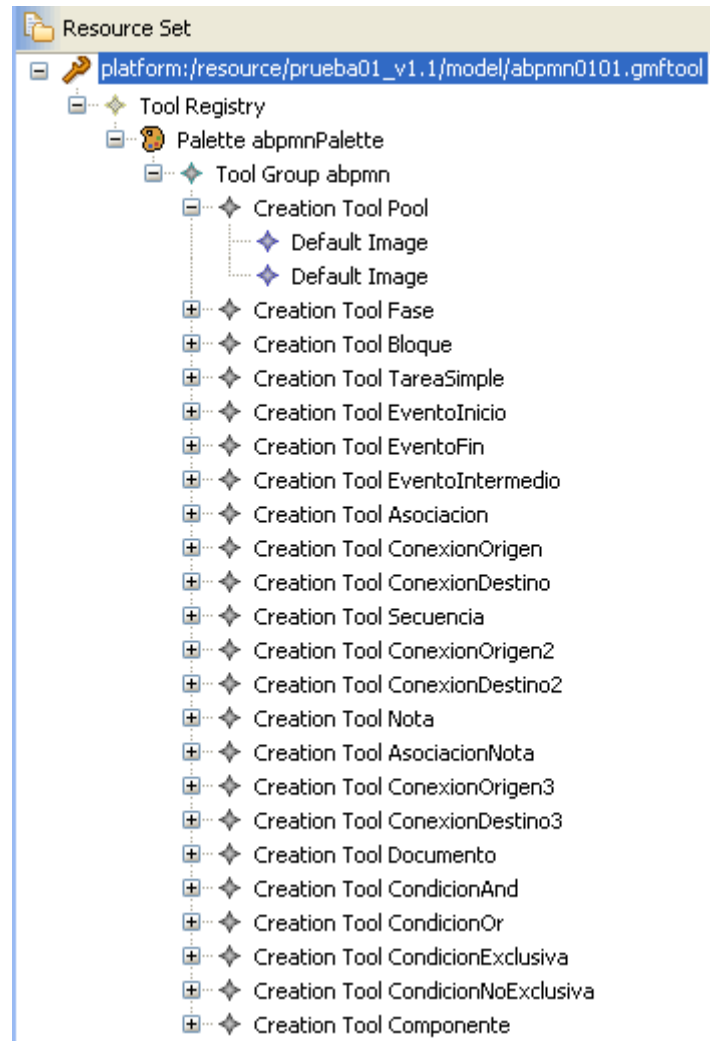 Resource Set
platform:/resource/prueba01_v1.1/model/abpmn0101.gmftool
Tool Registry
Palette abpmnPalette
Tool Group abpmn
Creation Tool Pool
Default Image
Default Image
Creation Tool Fase
Creation Tool Bloque
Creation Tool TareaSimple
Creation Tool EventoInicio
Creation Tool EventoFin
Creation Tool EventoIntermedio
Creation Tool Asociacion
Creation Tool ConexionOrigen
Creation Tool ConexionDestino
Creation Tool Secuencia
Creation Tool ConexionOrigen2
Creation Tool ConexionDestino2
Creation Tool Nota
Creation Tool AsociacionNota
Creation Tool ConexionOrigen3
Creation Tool ConexionDestino3
Creation Tool Documento
Creation Tool CondicionAnd
Creation Tool CondicionOr
Creation Tool CondicionExclusiva
Creation Tool CondicionNoExclusiva
Creation Tool Componente